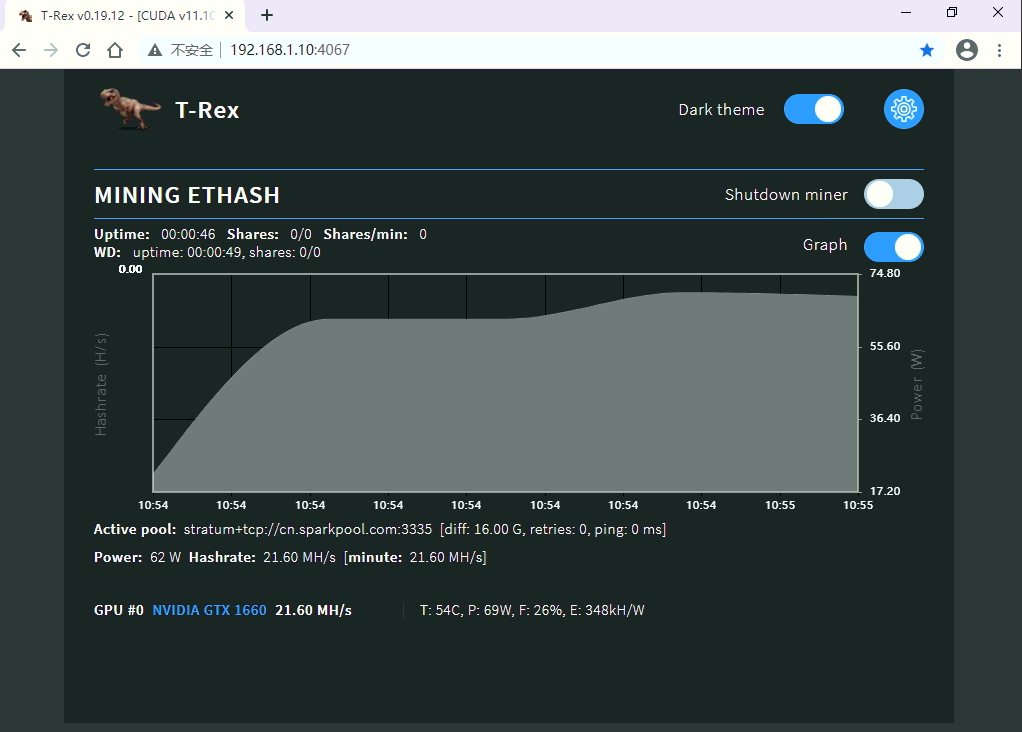 T-Rex v0.19.12 - [CUDA v11.10
不安全 192.168.1.10:4067
T-Rex Dark theme
MINING ETHASH Shutdown miner
Uptime: 00:00:46 Shares: 0/0 Shares/min: 0
WD: uptime: 00:00:49, shares: 0/0 Graph
0.00 74.80
55.60
Hashrate (H/s) Power (W)
36.40
17.20
10:54 10:54 10:54 10:54 10:54 10:54 10:54 10:54 10:55 10:55
Active pool: stratum+tcp://cn.sparkpool.com:3335 [diff: 16.00 G, retries: 0, ping: 0 ms]
Power: 62 W Hashrate: 21.60 MH/s [minute: 21.60 MH/s]
GPU #0 NVIDIA GTX 1660 21.60 MH/s T: 54C, P: 69W, F: 26%, E: 348kH/W